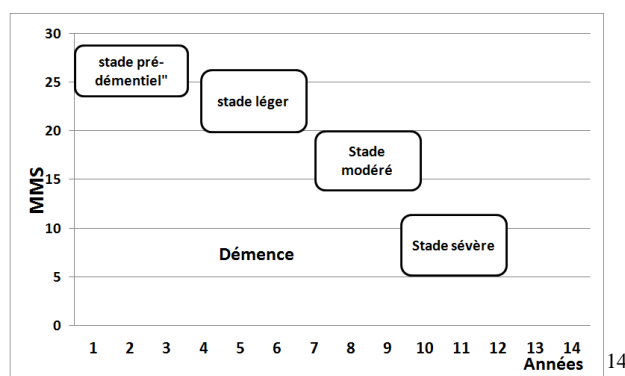 30
stade pré-
démentiel"
25
stade léger
20
Stade
modéré
15
MMS
10
Stade sévère
Démence
5
0
1 2 3 4 5 6 7 8 9 10 11 12 13 14
Années
14